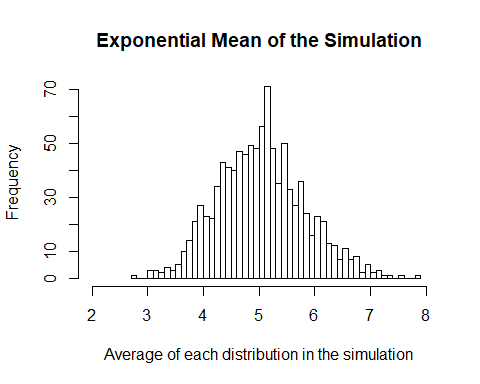 Exponential Mean of the Simulation
Frequency
70
50
30
10
0
2 3 4 5 6 7 8
Average of each distribution in the simulation